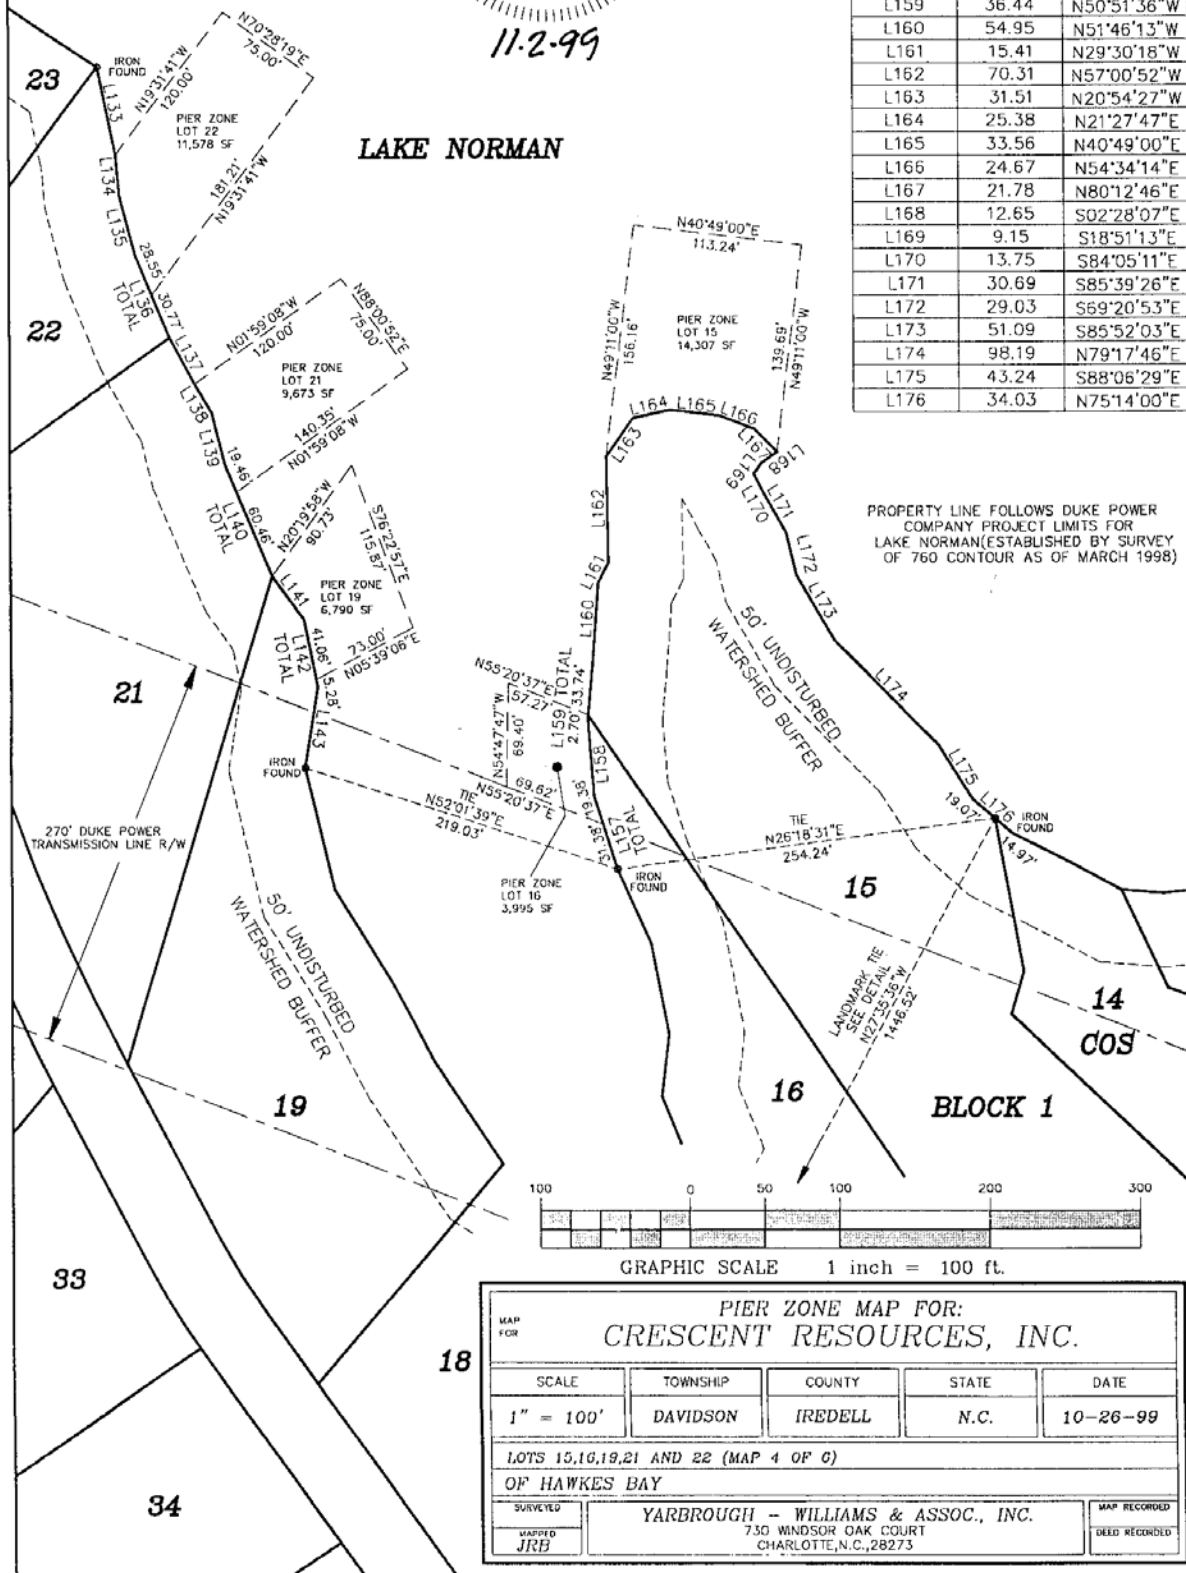 11-2-99
L159 36.44 N50°51'36"W
L160 54.95 N51°46'13"W
L161 15.41 N29°30'18"W
L162 70.31 N57°00'52"W
L163 31.51 N20°54'27"W
L164 25.38 N21°27'47"E
L165 33.56 N40°49'00"E
L166 24.67 N54°34'14"E
L167 21.78 N80°12'46"E
L168 12.65 S02°28'07"E
L169 9.15 S18°51'13"E
L170 13.75 S84°05'11"E
L171 30.69 S85°39'26"E
L172 29.03 S69°20'53"E
L173 51.09 S85°52'03"E
L174 98.19 N79°17'46"E
L175 43.24 S88°06'29"E
L176 34.03 N75°14'00"E
LAKE NORMAN
23
IRON
FOUND
L133
N19°31'41"W
120.00'
N70°28'19"E
75.00'
PIER ZONE
LOT 22
11,578 SF
181.21'
N19°31'41"W
L134
L135
28.55'
L136
TOTAL
30.77'
22
L137
N01°59'08"W
120.00'
N88°00'52"E
75.00'
PIER ZONE
LOT 21
9,673 SF
140.35'
N01°59'08"W
L138
L139
19.46'
L140
TOTAL
60.46'
N20°19'58"W
90.73'
S76°22'57"E
115.87'
PIER ZONE
LOT 19
6,790 SF
73.00'
N05°39'06"E
L141
41.06'
L142
TOTAL
5.28'
L143
IRON
FOUND
21
270' DUKE POWER
TRANSMISSION LINE R/W
50' UNDISTURBED
WATERSHED BUFFER
19
33
34
18
N40°49'00"E
113.24'
N49°11'00"W
156.16'
PIER ZONE
LOT 15
14,307 SF
139.69'
N49°11'00"W
L164
L165
L166
L163
L167
L168
L169
L170
L162
L161
L160
L171
L172
L173
L174
L175
L176
PROPERTY LINE FOLLOWS DUKE POWER
COMPANY PROJECT LIMITS FOR
LAKE NORMAN(ESTABLISHED BY SURVEY
OF 760 CONTOUR AS OF MARCH 1998)
50' UNDISTURBED
WATERSHED BUFFER
N55°20'37"E
57.27'
L159 TOTAL
2.70' 33.74'
N54°47'47"W
69.40'
69.62'
N55°20'37"E
L158
19.38'
31.38'
L157
TOTAL
TIE
N52°01'39"E
219.03'
PIER ZONE
LOT 16
3,995 SF
IRON
FOUND
TIE
N26°18'31"E
254.24'
19.07'
IRON
FOUND
14.97'
15
LANDMARK TIE
SEE DETAIL
N27°35'36"W
1446.52'
14
COS
16
BLOCK 1
100 0 50 100 200 300
GRAPHIC SCALE 1 inch = 100 ft.
MAP
FOR
PIER ZONE MAP FOR:
CRESCENT RESOURCES, INC.
SCALE TOWNSHIP COUNTY STATE DATE
1" = 100' DAVIDSON IREDELL N.C. 10-26-99
LOTS 15,16,19,21 AND 22 (MAP 4 OF 6)
OF HAWKES BAY
SURVEYED
MAPPED
JRB
YARBROUGH - WILLIAMS & ASSOC., INC.
730 WINDSOR OAK COURT
CHARLOTTE,N.C.,28273
MAP RECORDED
DEED RECORDED